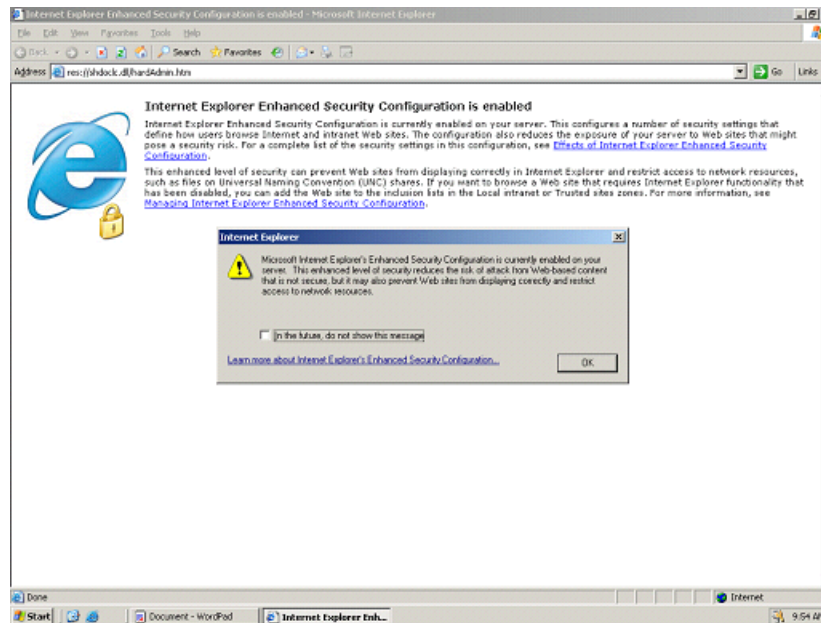 Internet Explorer Enhanced Security Configuration is enabled - Microsoft Internet Explorer
File Edit View Favorites Tools Help
Back Search Favorites
Address res://shdoclc.dll/hardAdmin.htm Go Links
Internet Explorer Enhanced Security Configuration is enabled
Internet Explorer Enhanced Security Configuration is currently enabled on your server. This configures a number of security settings that
define how users browse Internet and intranet Web sites. The configuration also reduces the exposure of your server to Web sites that might
pose a security risk. For a complete list of the security settings in this configuration, see Effects of Internet Explorer Enhanced Security
Configuration.
This enhanced level of security can prevent Web sites from displaying correctly in Internet Explorer and restrict access to network resources,
such as files on Universal Naming Convention (UNC) shares. If you want to browse a Web site that requires Internet Explorer functionality that
has been disabled, you can add the Web site to the inclusion lists in the Local intranet or Trusted sites zones. For more information, see
Managing Internet Explorer Enhanced Security Configuration.
Internet Explorer
Microsoft Internet Explorer's Enhanced Security Configuration is currently enabled on your
server. This enhanced level of security reduces the risk of attack from Web-based content
that is not secure, but it may also prevent Web sites from displaying correctly and restrict
access to network resources.
In the future, do not show this message
Learn more about Internet Explorer's Enhanced Security Configuration...
OK
Done Internet
Start Document - WordPad Internet Explorer Enh... 9:54 AM